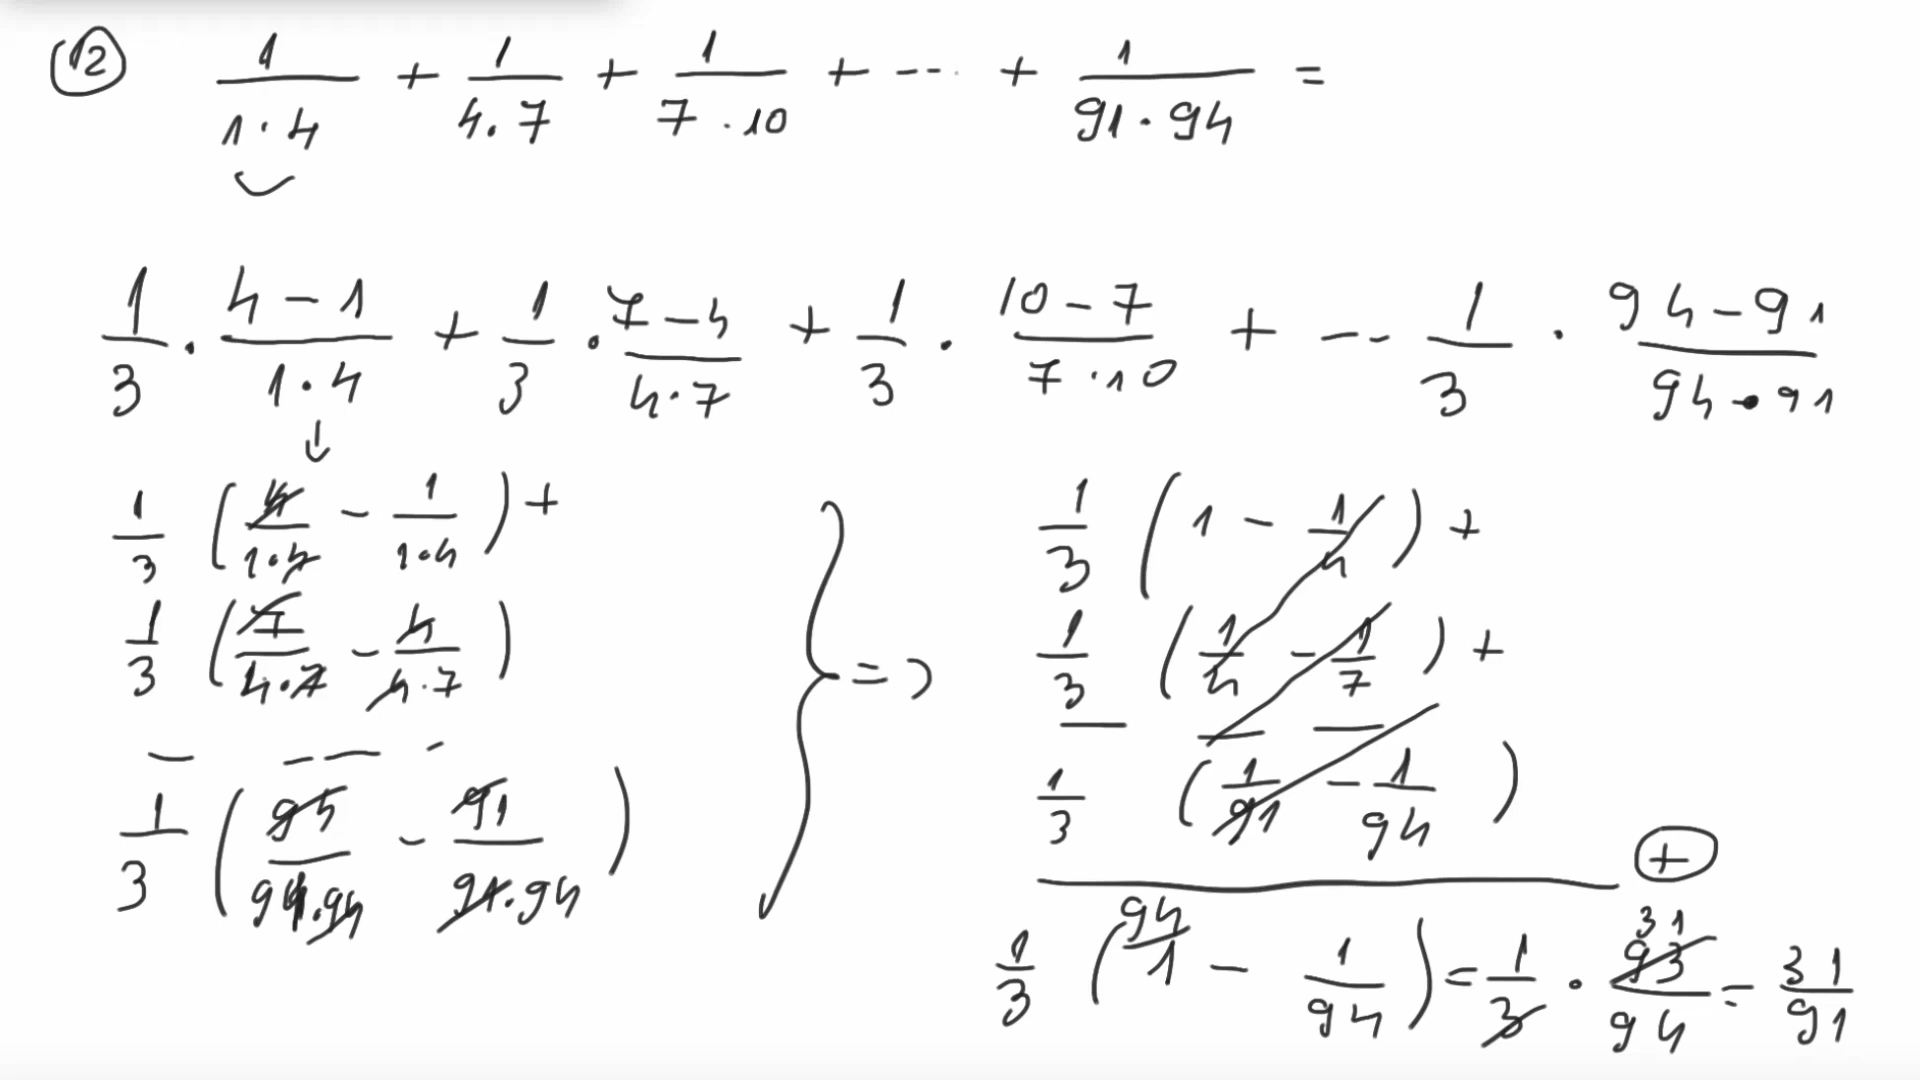 12 1/(1·4) + 1/(4·7) + 1/(7·10) + --- + 1/(91·94) =
1/3 · (4-1)/(1·4) + 1/3 · (7-4)/(4·7) + 1/3 · (10-7)/(7·10) + -- 1/3 · (94-91)/(94·91)
↓
1/3 (4/(1·4) - 1/(1·4)) +
1/3 (7/(4·7) - 4/(4·7))
- -- -
1/3 (94/(91·94) - 91/(91·94))
} =>
1/3 (1 - 1/4) +
1/3 (1/4 - 1/7) +
- - -
1/3 (1/91 - 1/94)
+
1/3 (94/1 - 1/94) = 1/3 · 93/94 = 31/91
31